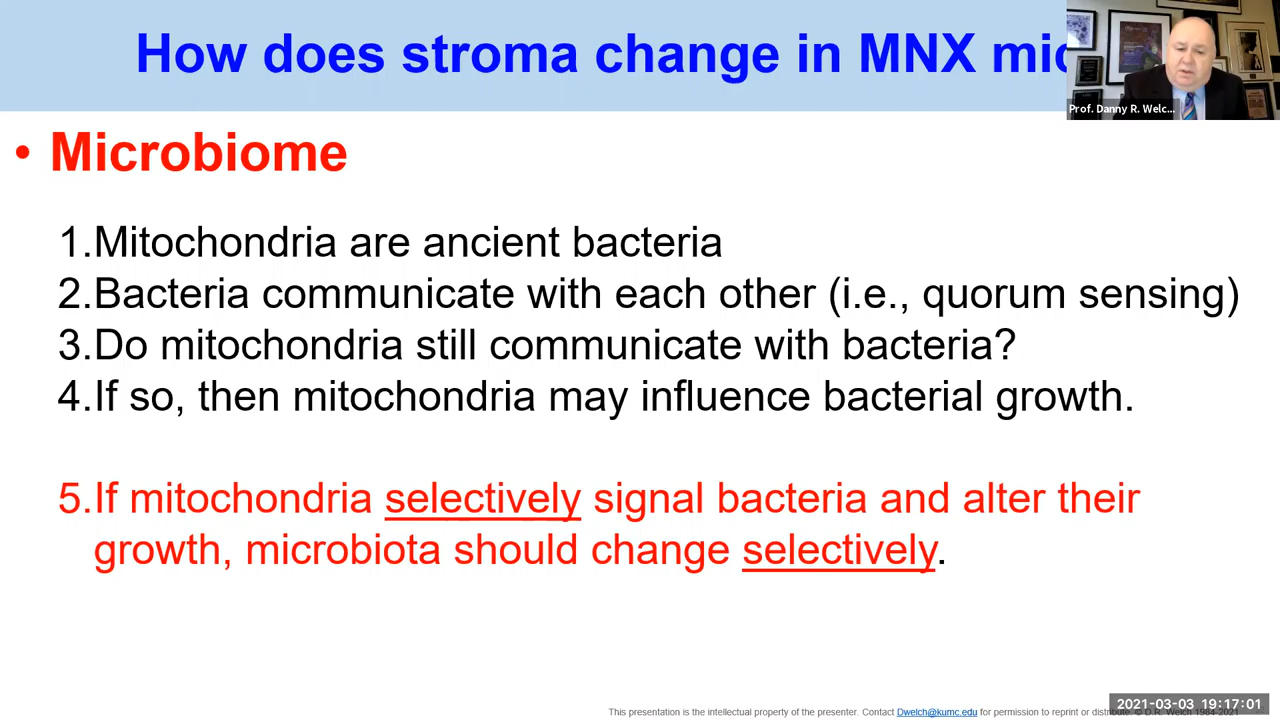 How does stroma change in MNX mic
Prof. Danny R. Welc...
• Microbiome
1.Mitochondria are ancient bacteria
2.Bacteria communicate with each other (i.e., quorum sensing)
3.Do mitochondria still communicate with bacteria?
4.If so, then mitochondria may influence bacterial growth.
5.If mitochondria selectively signal bacteria and alter their
growth, microbiota should change selectively.
2021-03-03 19:17:01
This presentation is the intellectual property of the presenter. Contact Dwelch@kumc.edu for permission to reprint or distribute. © D.R. Welch 1984-2021